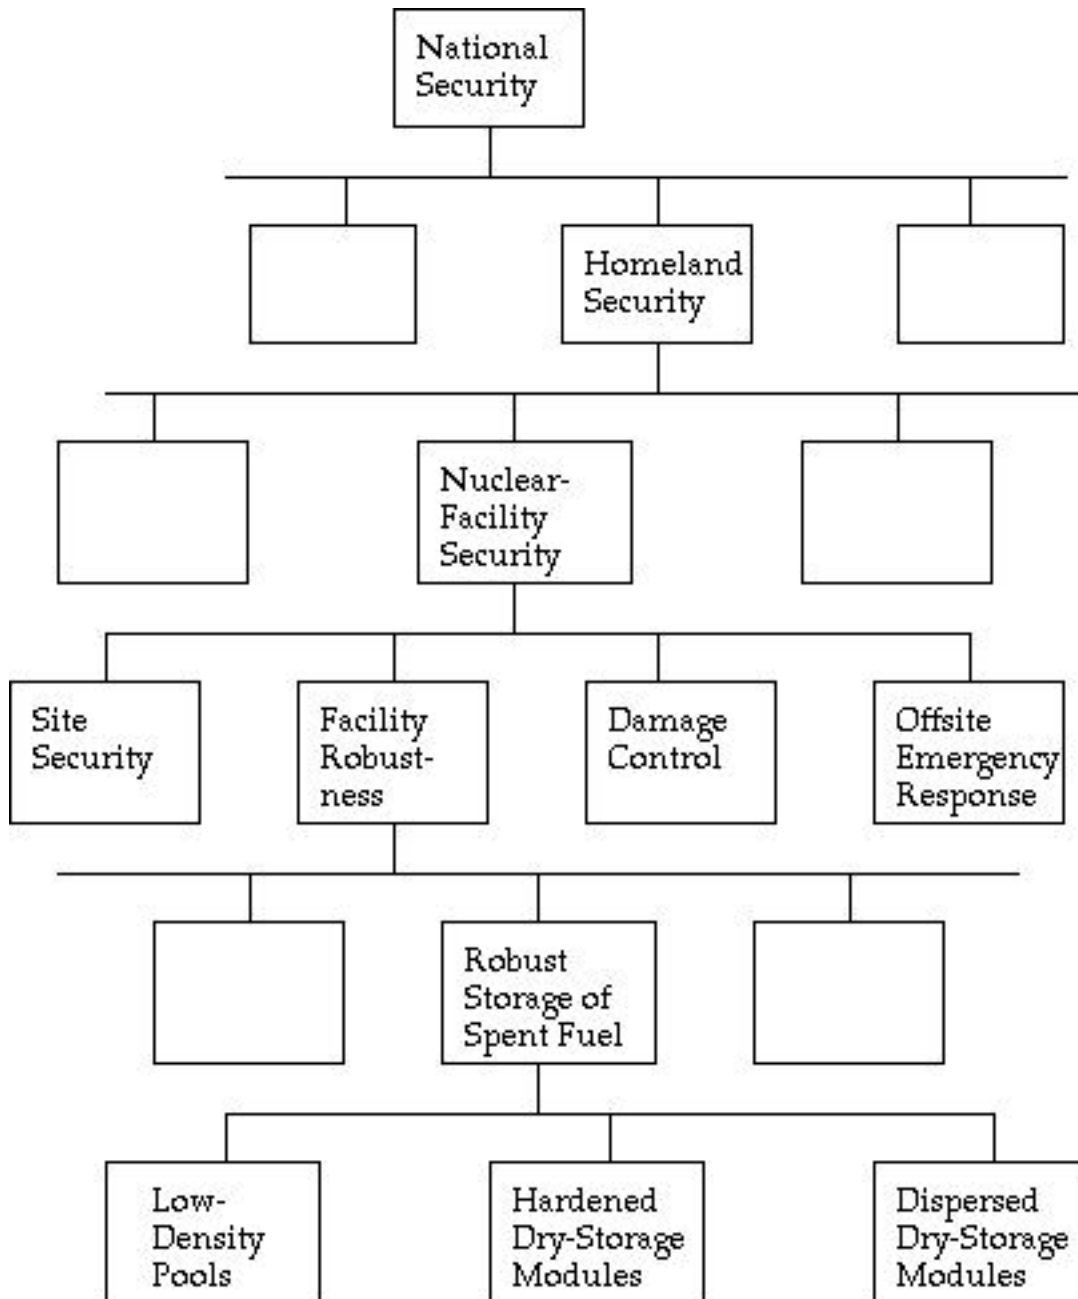 National
Security
Homeland
Security
Nuclear-
Facility
Security
Site
Security
Facility
Robust-
ness
Damage
Control
Offsite
Emergency
Response
Robust
Storage of
Spent Fuel
Low-
Density
Pools
Hardened
Dry-Storage
Modules
Dispersed
Dry-Storage
Modules